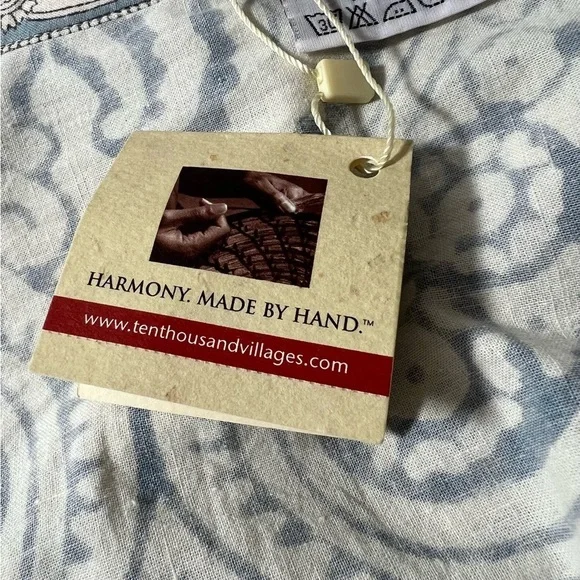 HARMONY. MADE BY HAND.™
www.tenthousandvillages.com